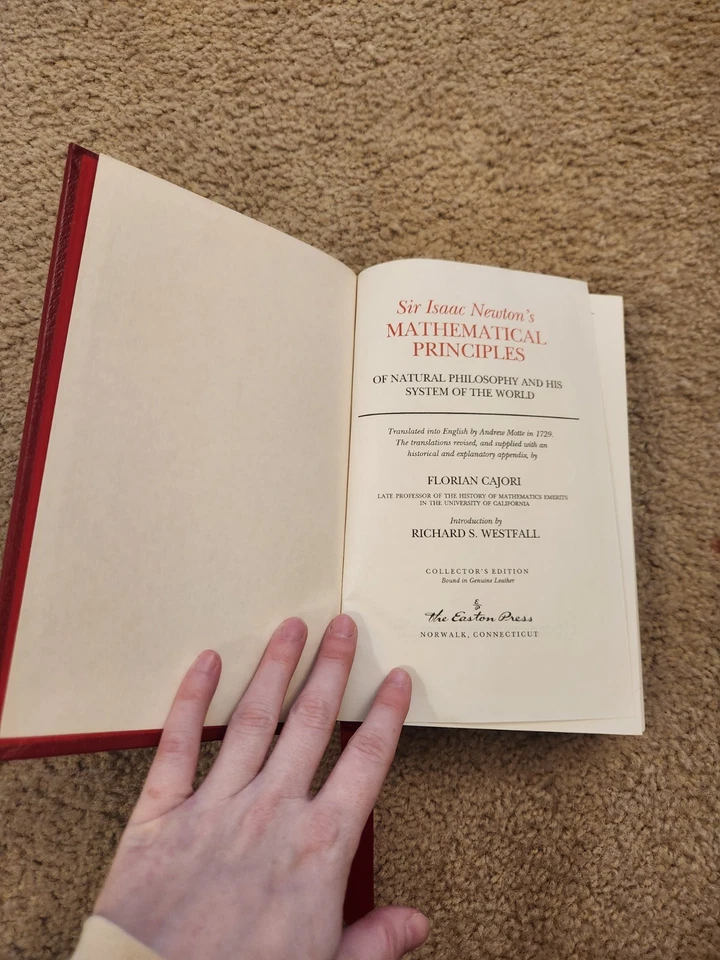 Sir Isaac Newton's
MATHEMATICAL
PRINCIPLES
OF NATURAL PHILOSOPHY AND HIS
SYSTEM OF THE WORLD
Translated into English by Andrew Motte in 1729.
The translations revised, and supplied with an
historical and explanatory appendix, by
FLORIAN CAJORI
LATE PROFESSOR OF THE HISTORY OF MATHEMATICS EMERITS
IN THE UNIVERSITY OF CALIFORNIA
Introduction by
RICHARD S. WESTFALL
COLLECTOR'S EDITION
Bound in Genuine Leather
The Easton Press
NORWALK, CONNECTICUT